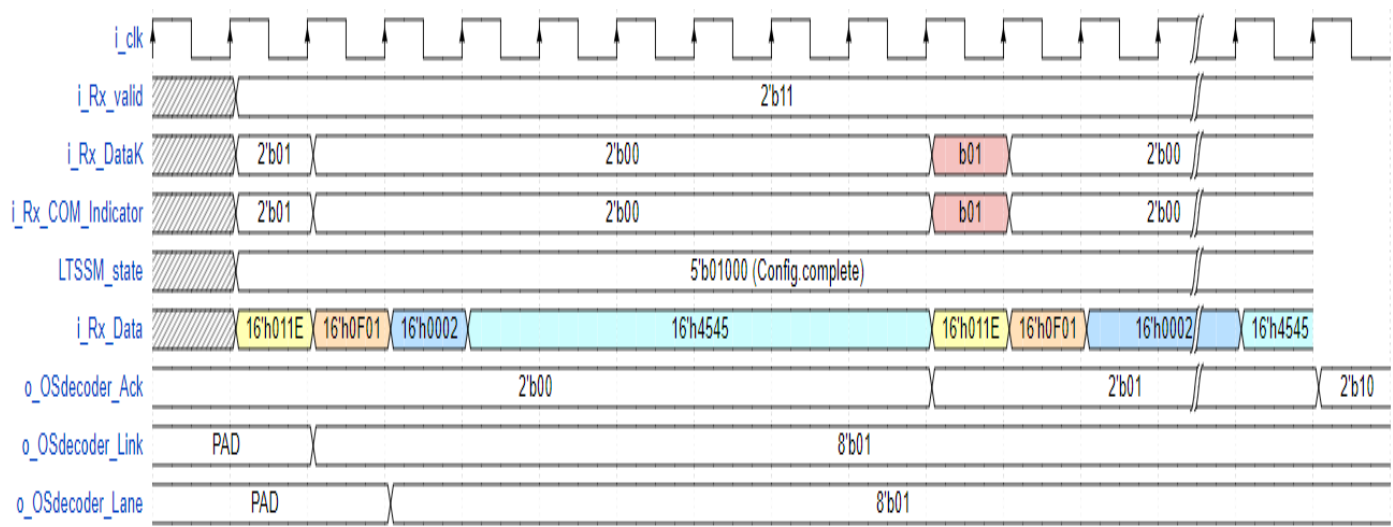 i_clk
i_Rx_valid 2'b11
i_Rx_DataK 2'b01 2'b00 b01 2'b00
i_Rx_COM_Indicator 2'b01 2'b00 b01 2'b00
LTSSM_state 5'b01000 (Config.complete)
i_Rx_Data 16'h011E 16'h0F01 16'h0002 16'h4545 16'h011E 16'h0F01 16'h0002 16'h4545
o_OSdecoder_Ack 2'b00 2'b01 2'b10
o_OSdecoder_Link PAD 8'b01
o_OSdecoder_Lane PAD 8'b01